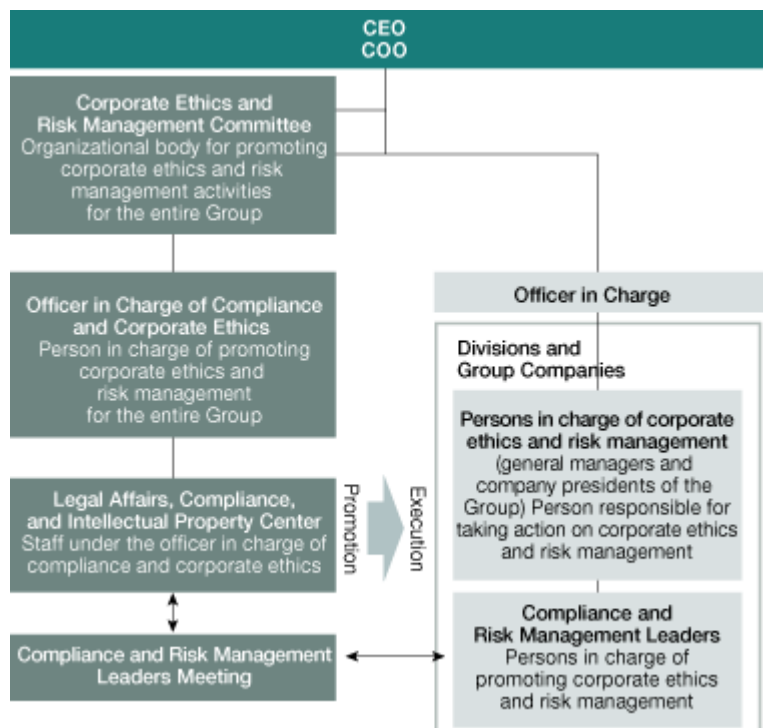 CEO
COO
Corporate Ethics and
Risk Management Committee
Organizational body for promoting
corporate ethics and risk
management activities
for the entire Group
Officer in Charge of Compliance
and Corporate Ethics
Person in charge of promoting
corporate ethics and
risk management
for the entire Group
Legal Affairs, Compliance,
and Intellectual Property Center
Staff under the officer in charge of
compliance and corporate ethics
Compliance and Risk Management
Leaders Meeting
Promotion
Execution
Officer in Charge
Divisions and
Group Companies
Persons in charge of corporate
ethics and risk management
(general managers and
company presidents of the
Group) Person responsible for
taking action on corporate ethics
and risk management
Compliance and
Risk Management Leaders
Persons in charge of
promoting corporate ethics
and risk management